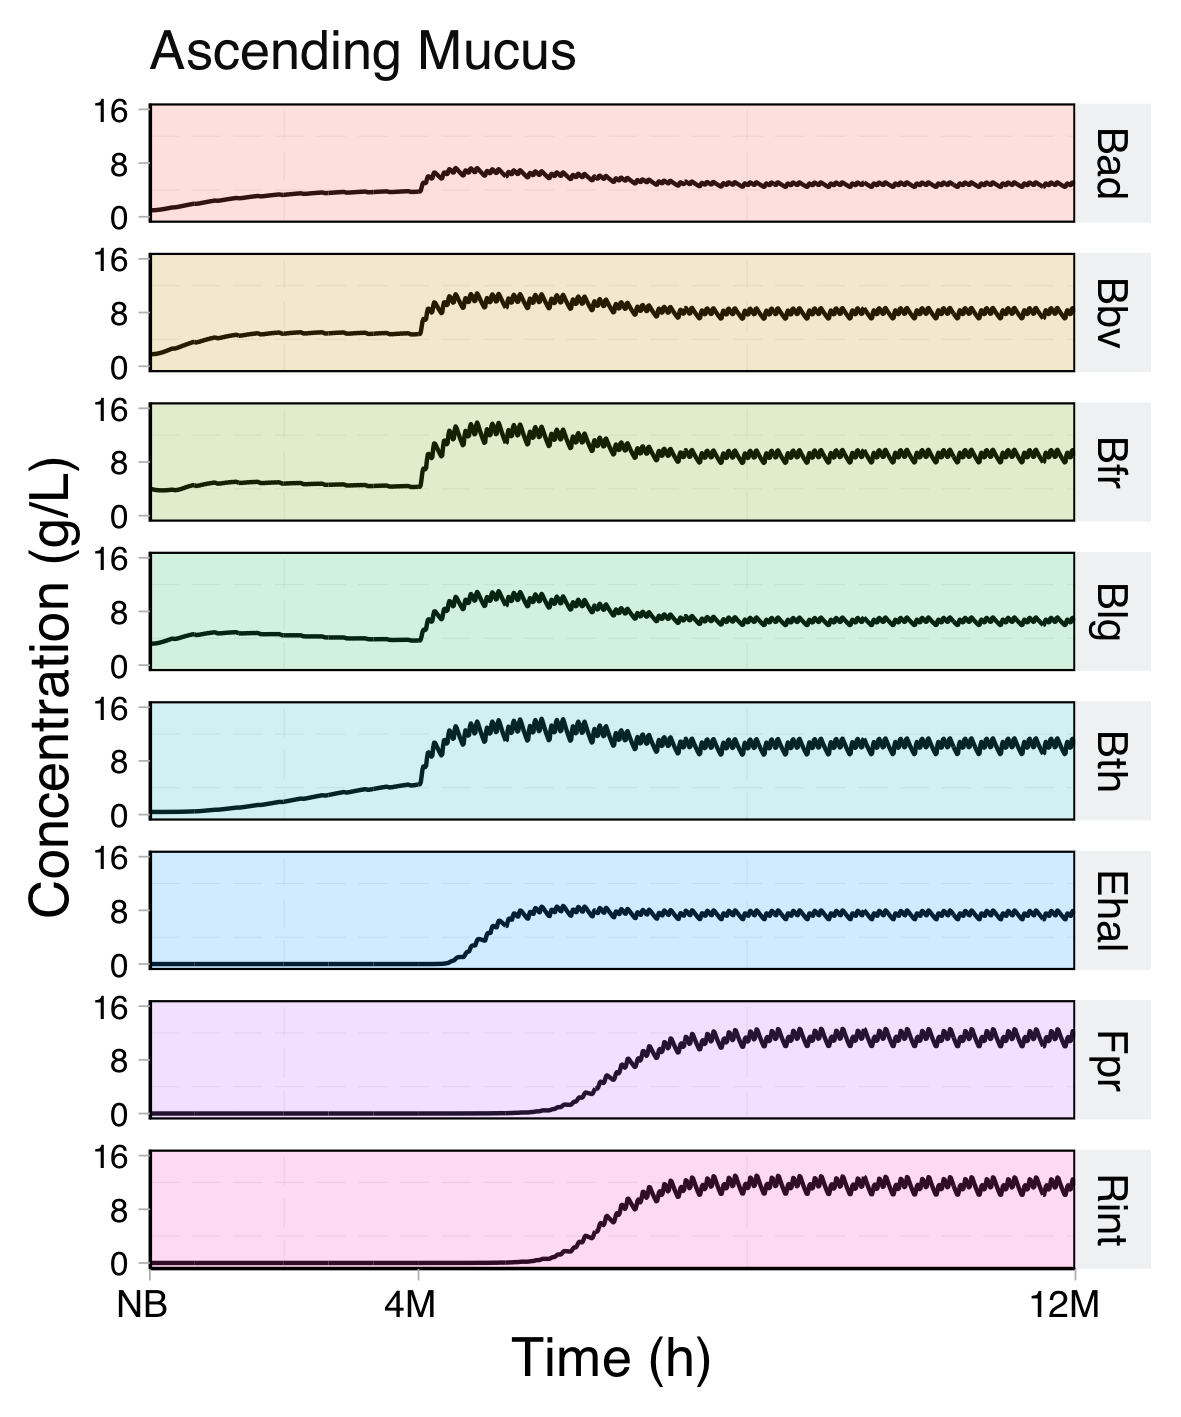 Ascending Mucus
Concentration (g/L)
16
8
0
Bad
16
8
0
Bbv
16
8
0
Bfr
16
8
0
Blg
16
8
0
Bth
16
8
0
Ehal
16
8
0
Fpr
16
8
0
Rint
NB 4M 12M
Time (h)